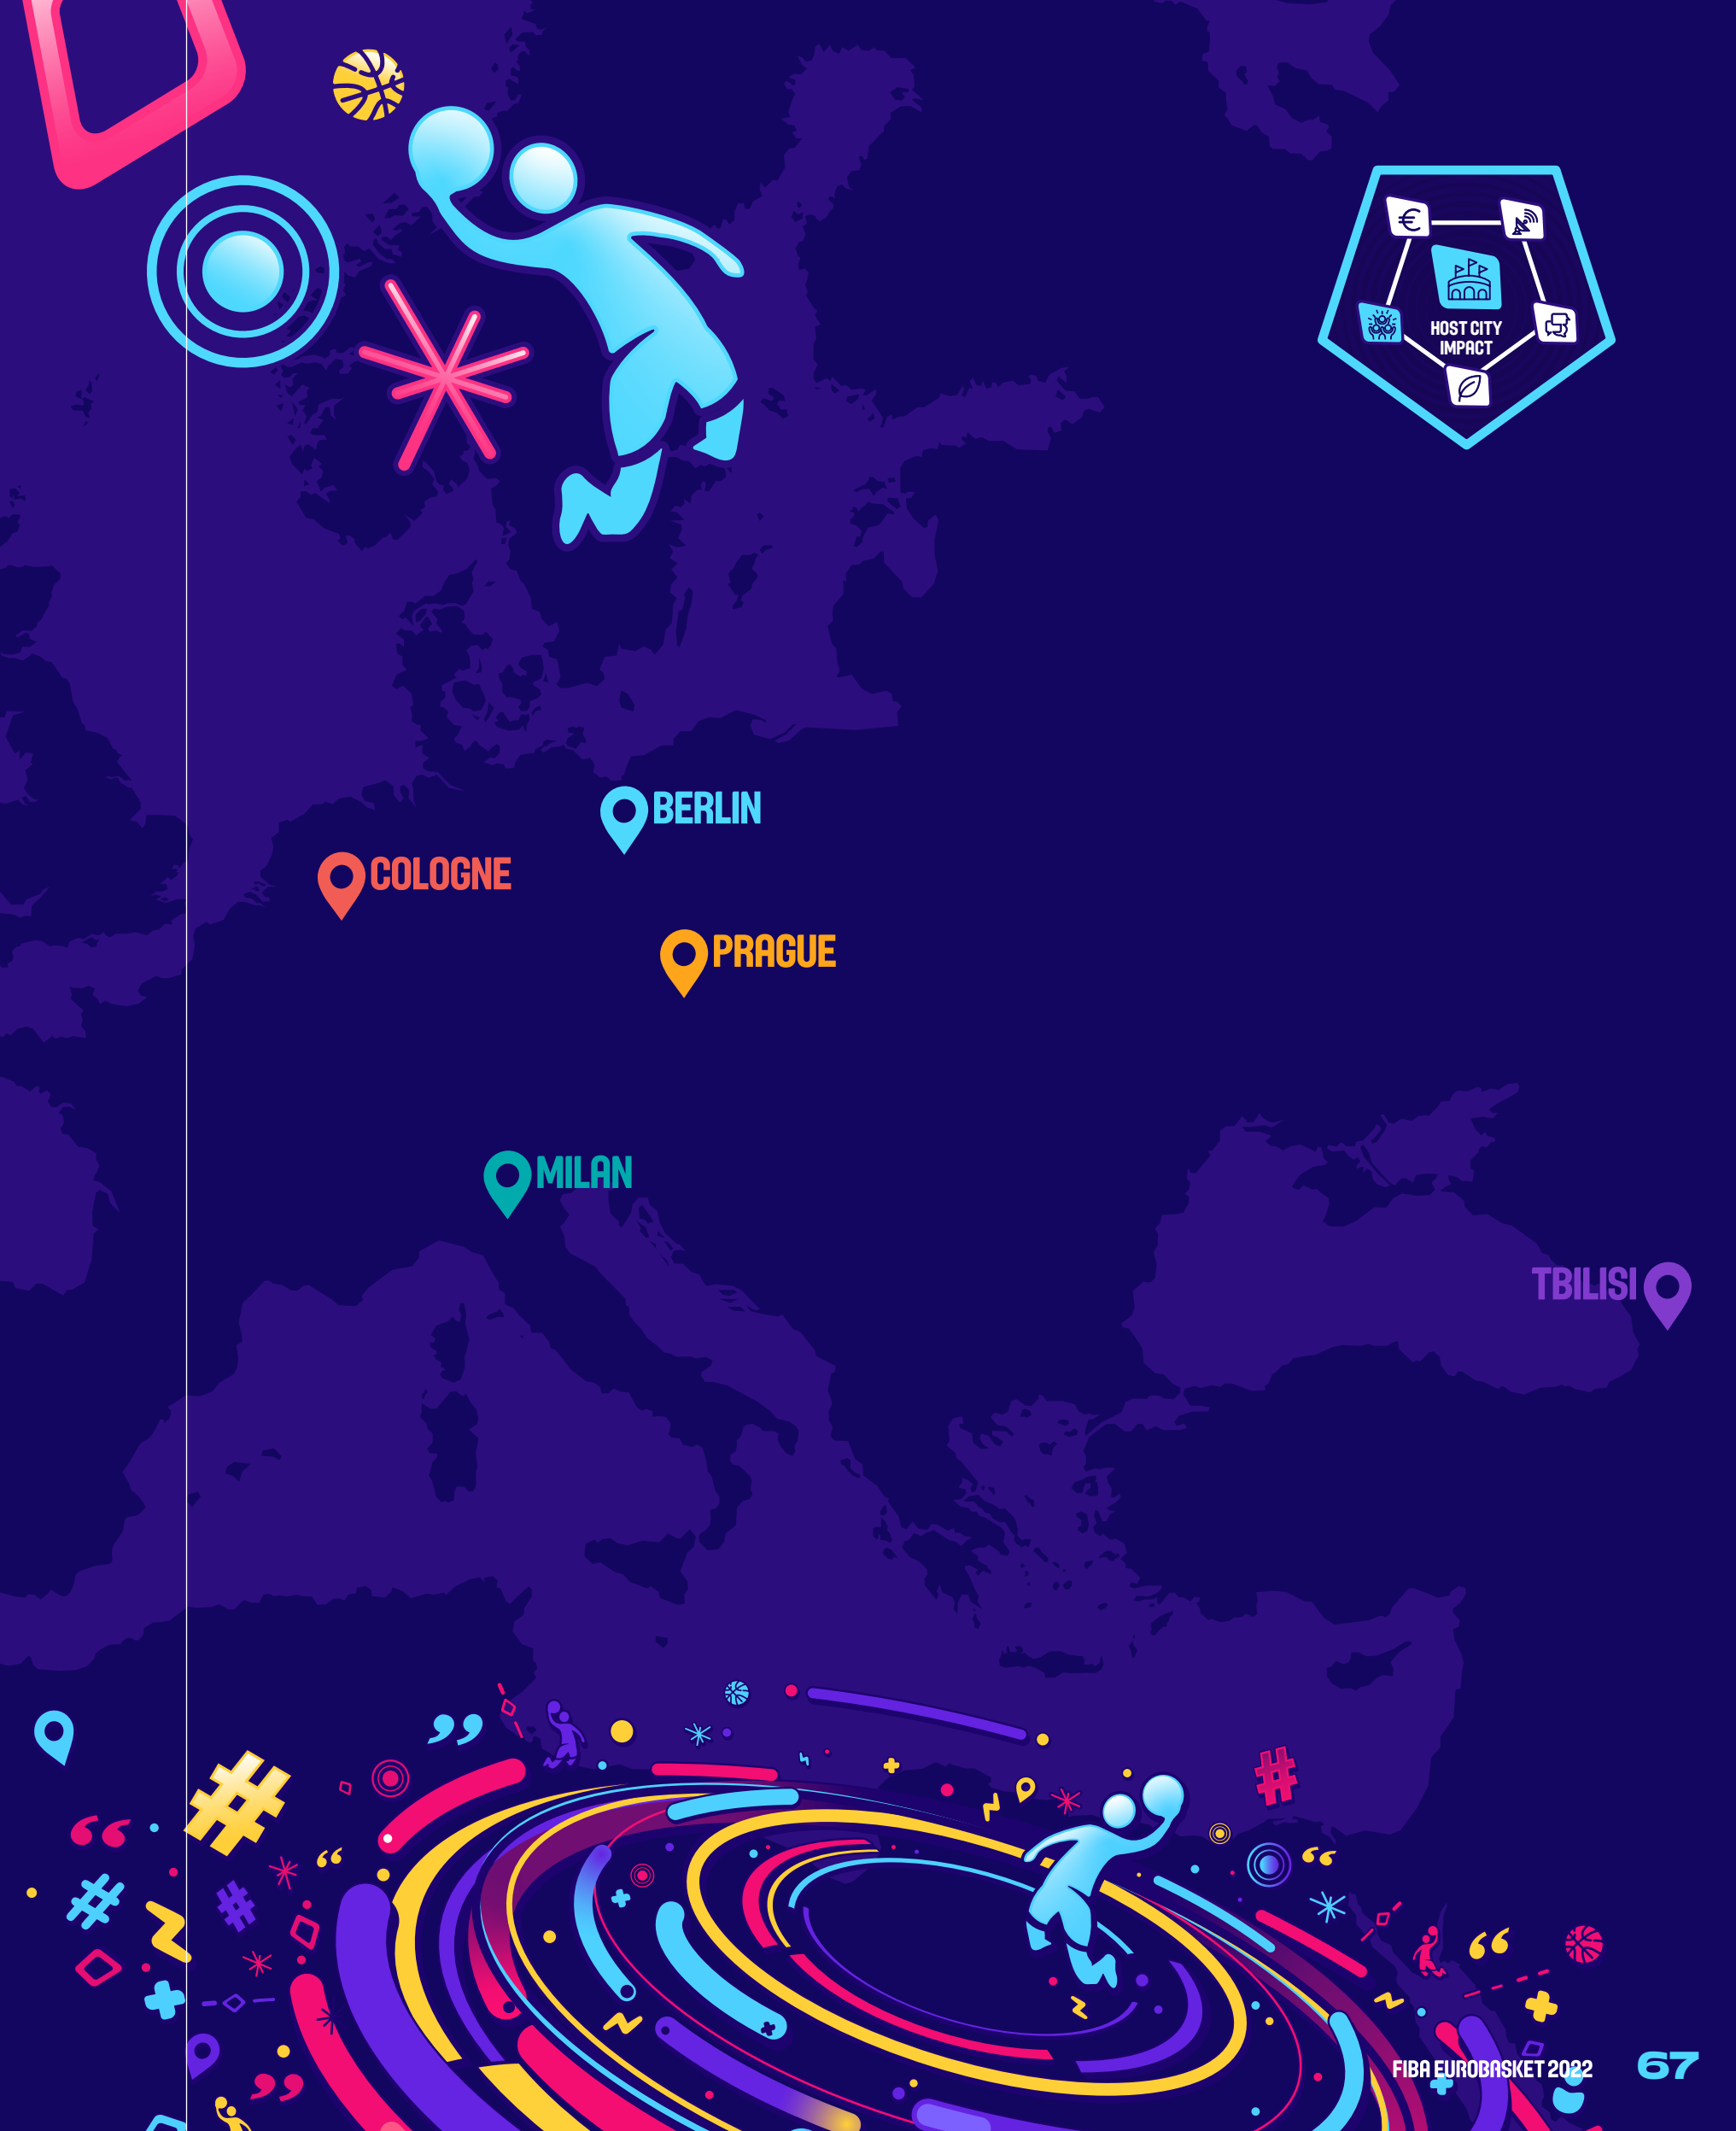 HOST CITY
IMPACT
BERLIN
COLOGNE
PRAGUE
MILAN
TBILISI
FIBA EUROBASKET 2022 67